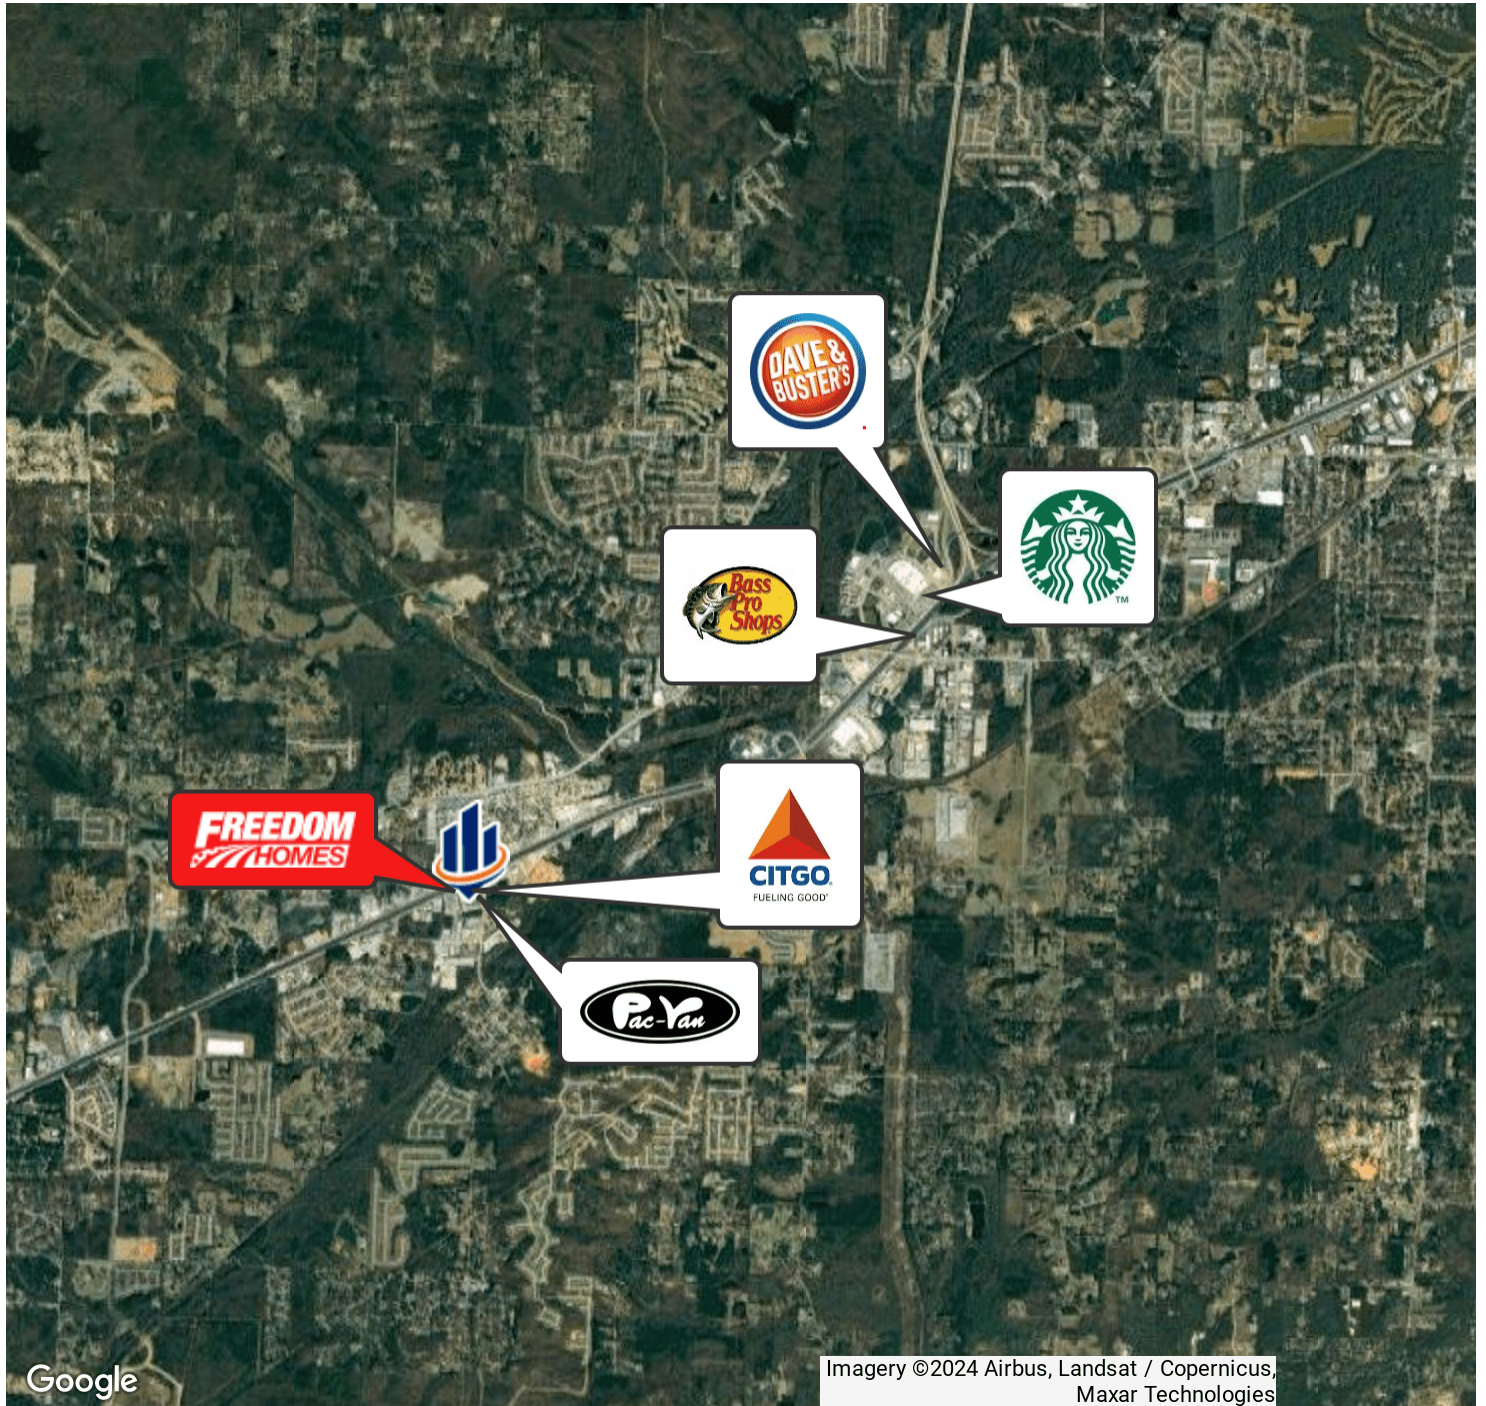 DAVE &
BUSTER'S
Bass
Pro
Shops
TM
FREEDOM
HOMES
CITGO
FUELING GOOD®
Pac-Van
Google
Imagery ©2024 Airbus, Landsat / Copernicus,
Maxar Technologies